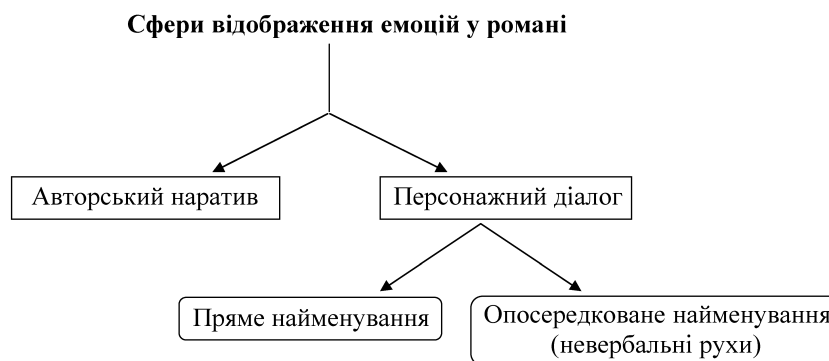 Сфери відображення емоцій у романі
Авторський наратив
Персонажний діалог
Пряме найменування
Опосередковане найменування
(невербальні рухи)